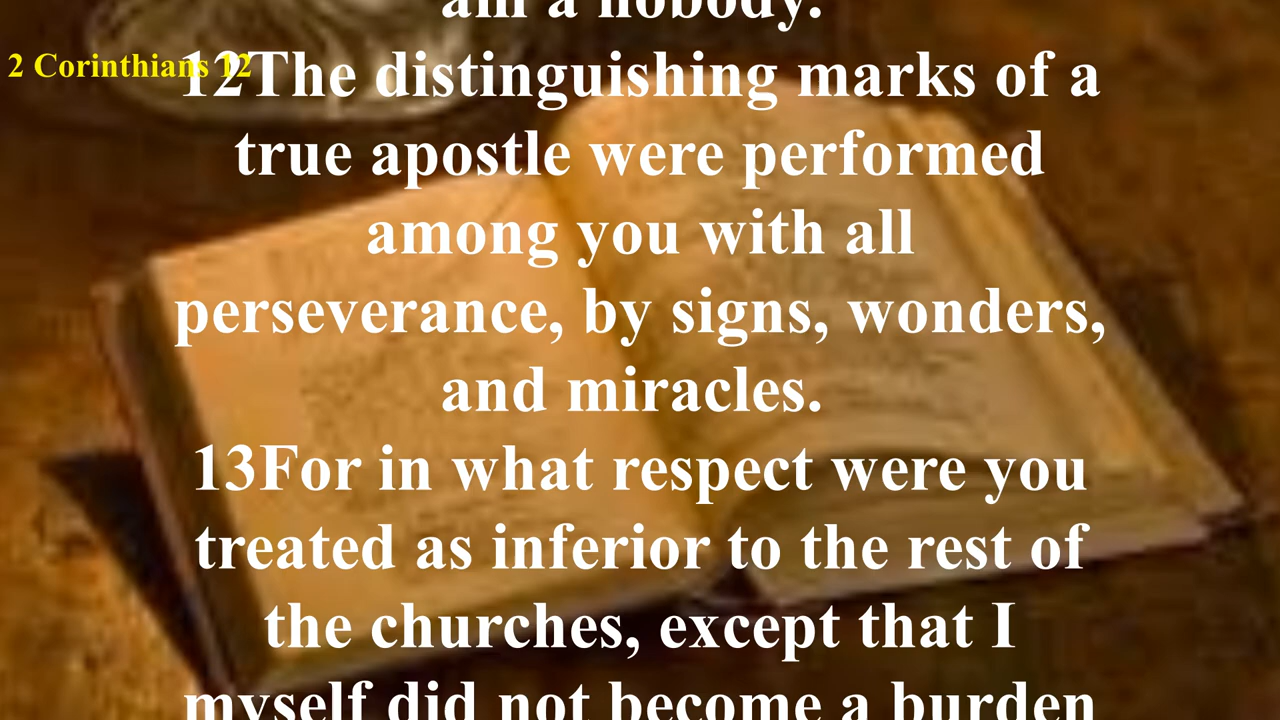 am a nobody.
2 Corinthians 12
12The distinguishing marks of a
true apostle were performed
among you with all
perseverance, by signs, wonders,
and miracles.
13For in what respect were you
treated as inferior to the rest of
the churches, except that I
myself did not become a burden